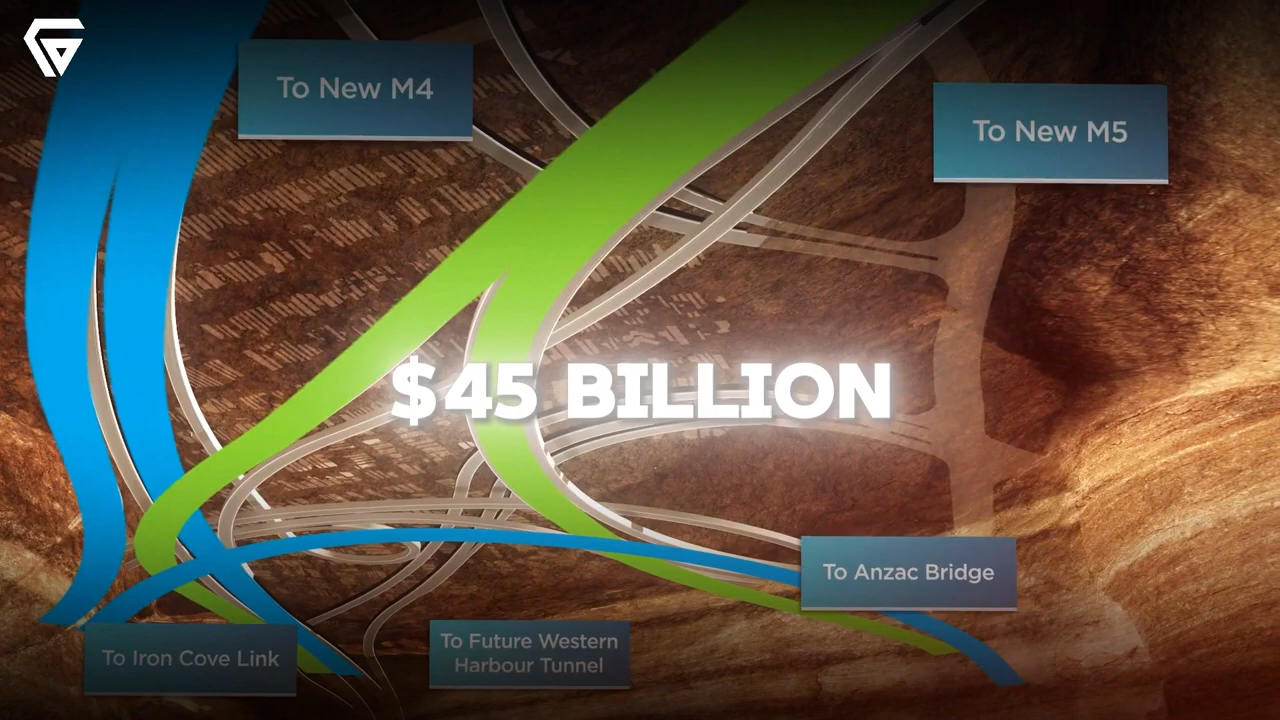 To New M4
To New M5
$45 BILLION
To Anzac Bridge
To Future Western
Harbour Tunnel
To Iron Cove Link